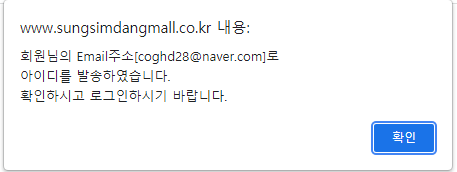 www.sungsimdangmall.co.kr 내용:
회원님의 Email주소[coghd28@naver.com]로
아이디를 발송하였습니다.
확인하시고 로그인하시기 바랍니다.
확인